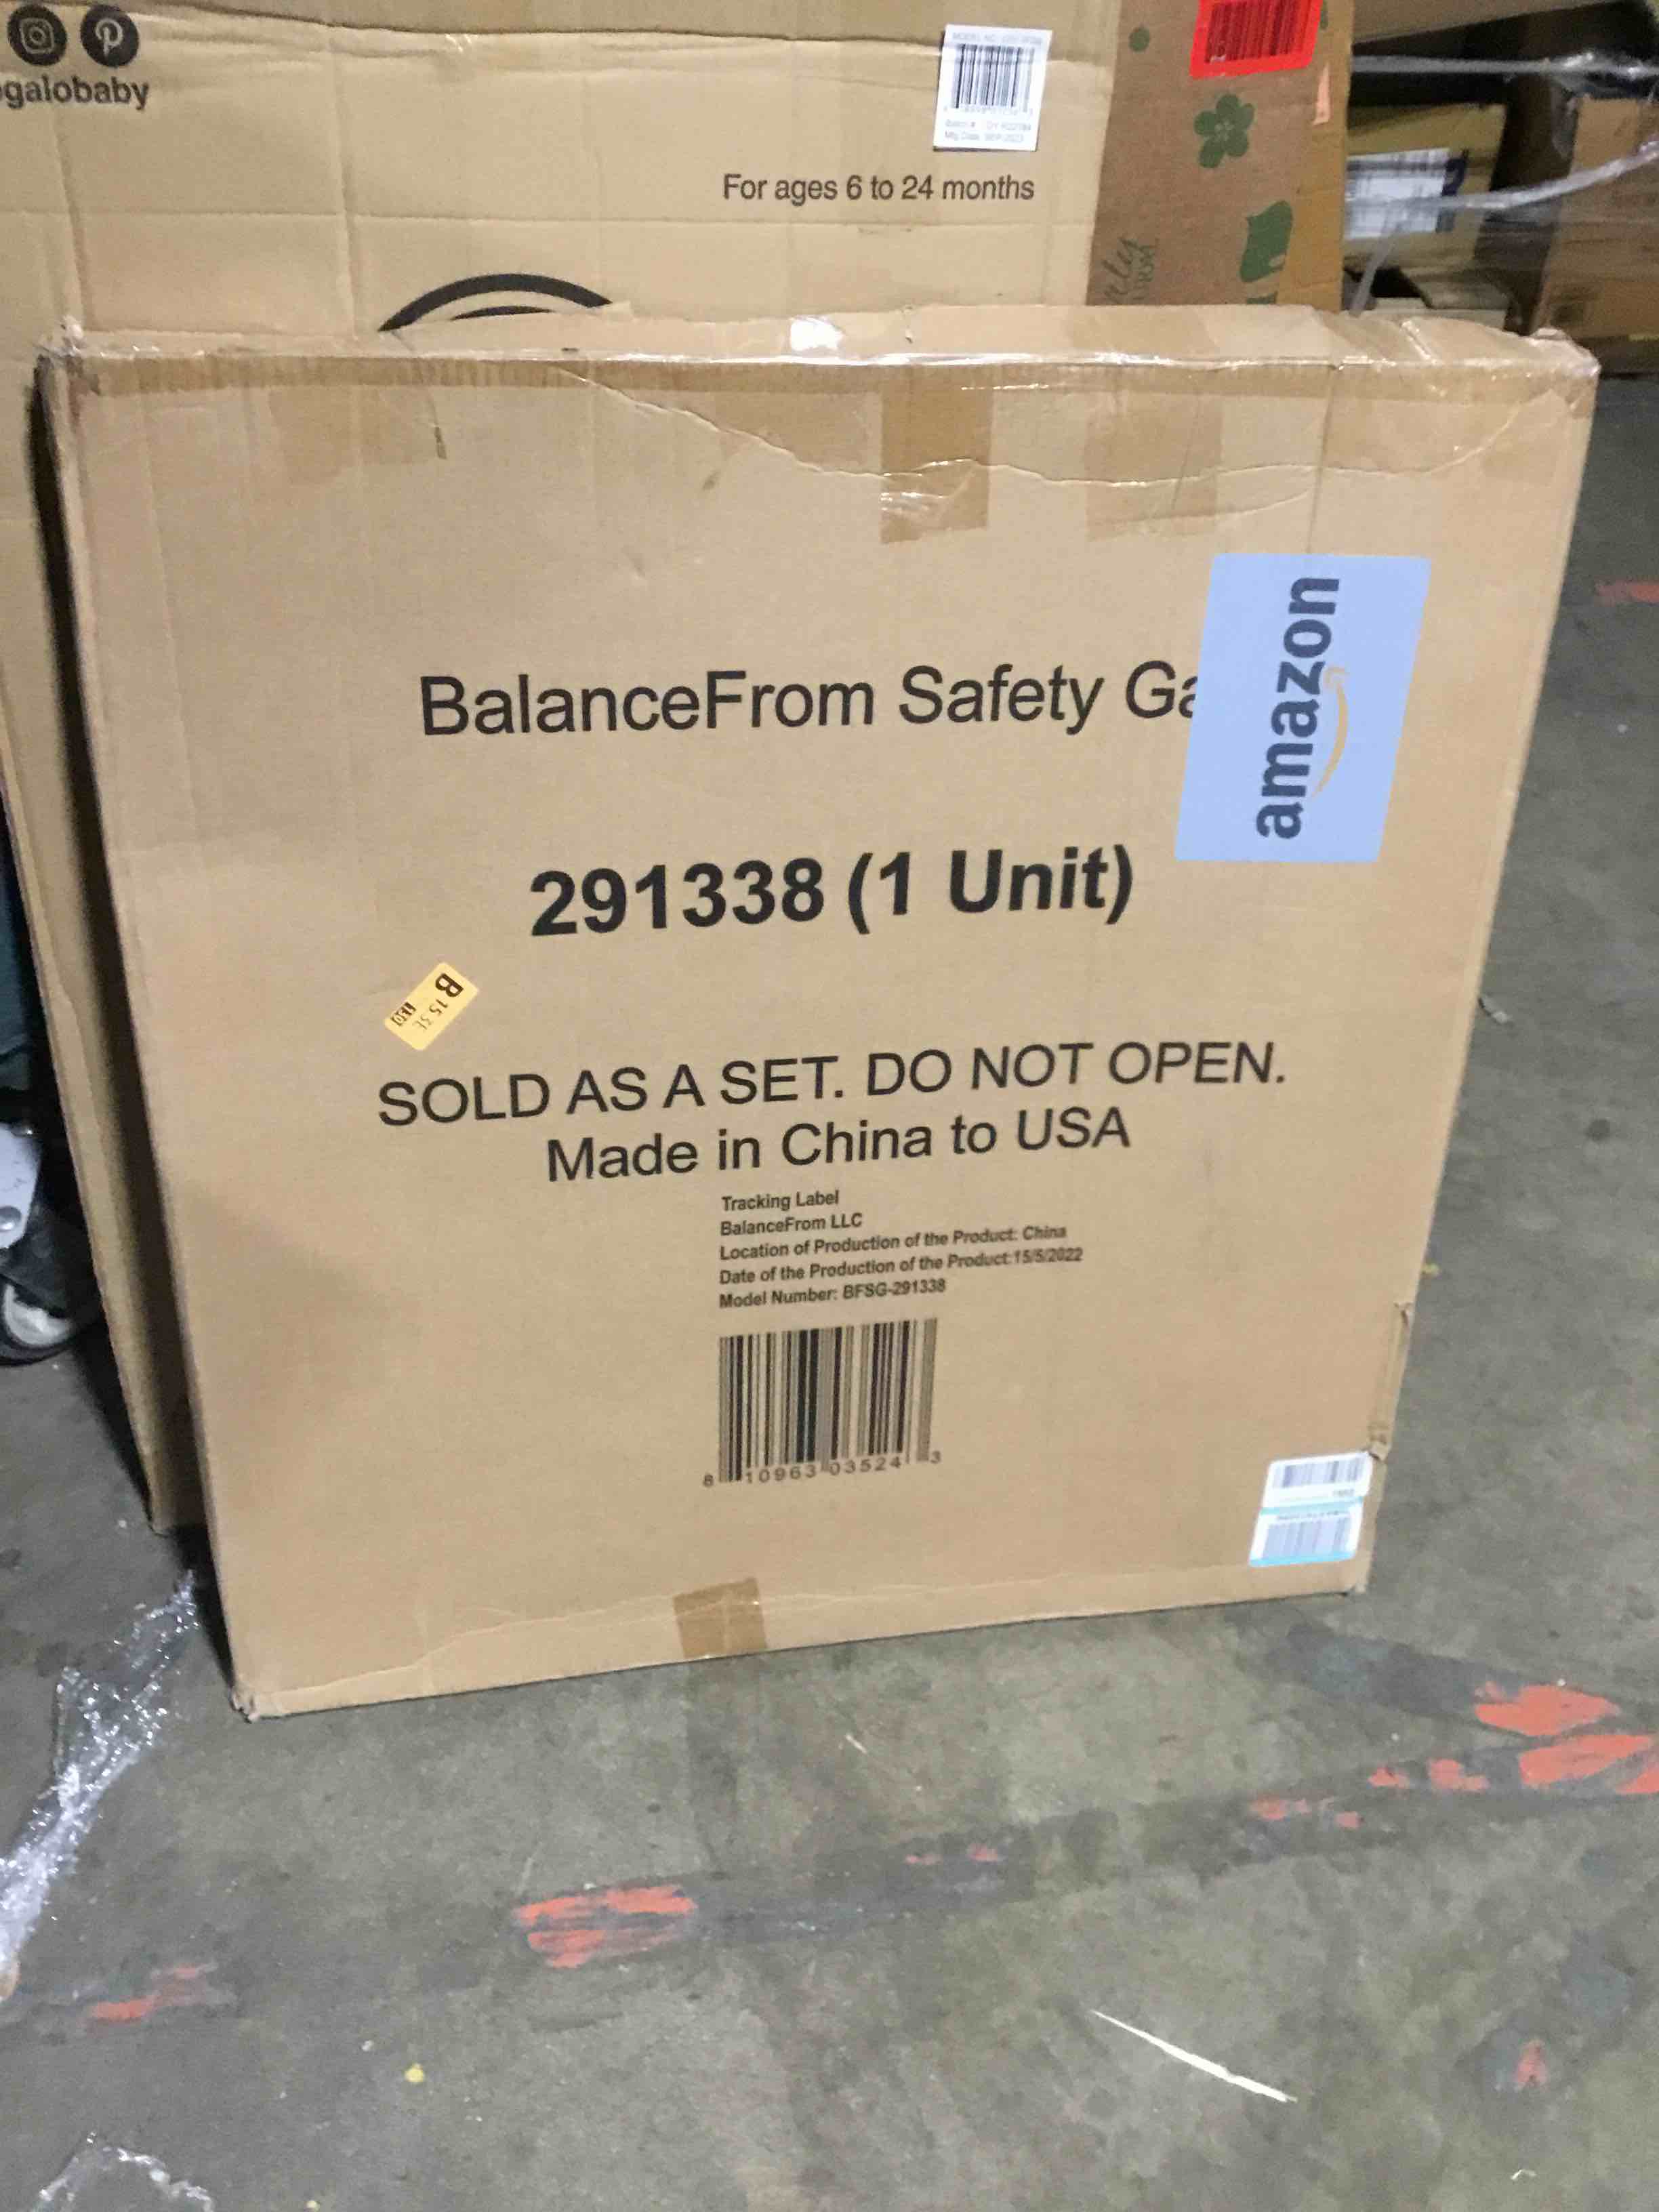 galobaby
For ages 6 to 24 months
BalanceFrom Safety Ga
amazon
291338 (1 Unit)
B
SOLD AS A SET. DO NOT OPEN.
Made in China to USA
Tracking Label
BalanceFrom LLC
Location of Production of the Product: China
Date of the Production of the Product:15/5/2022
Model Number: BFSG-291338
8 10963 03524 3